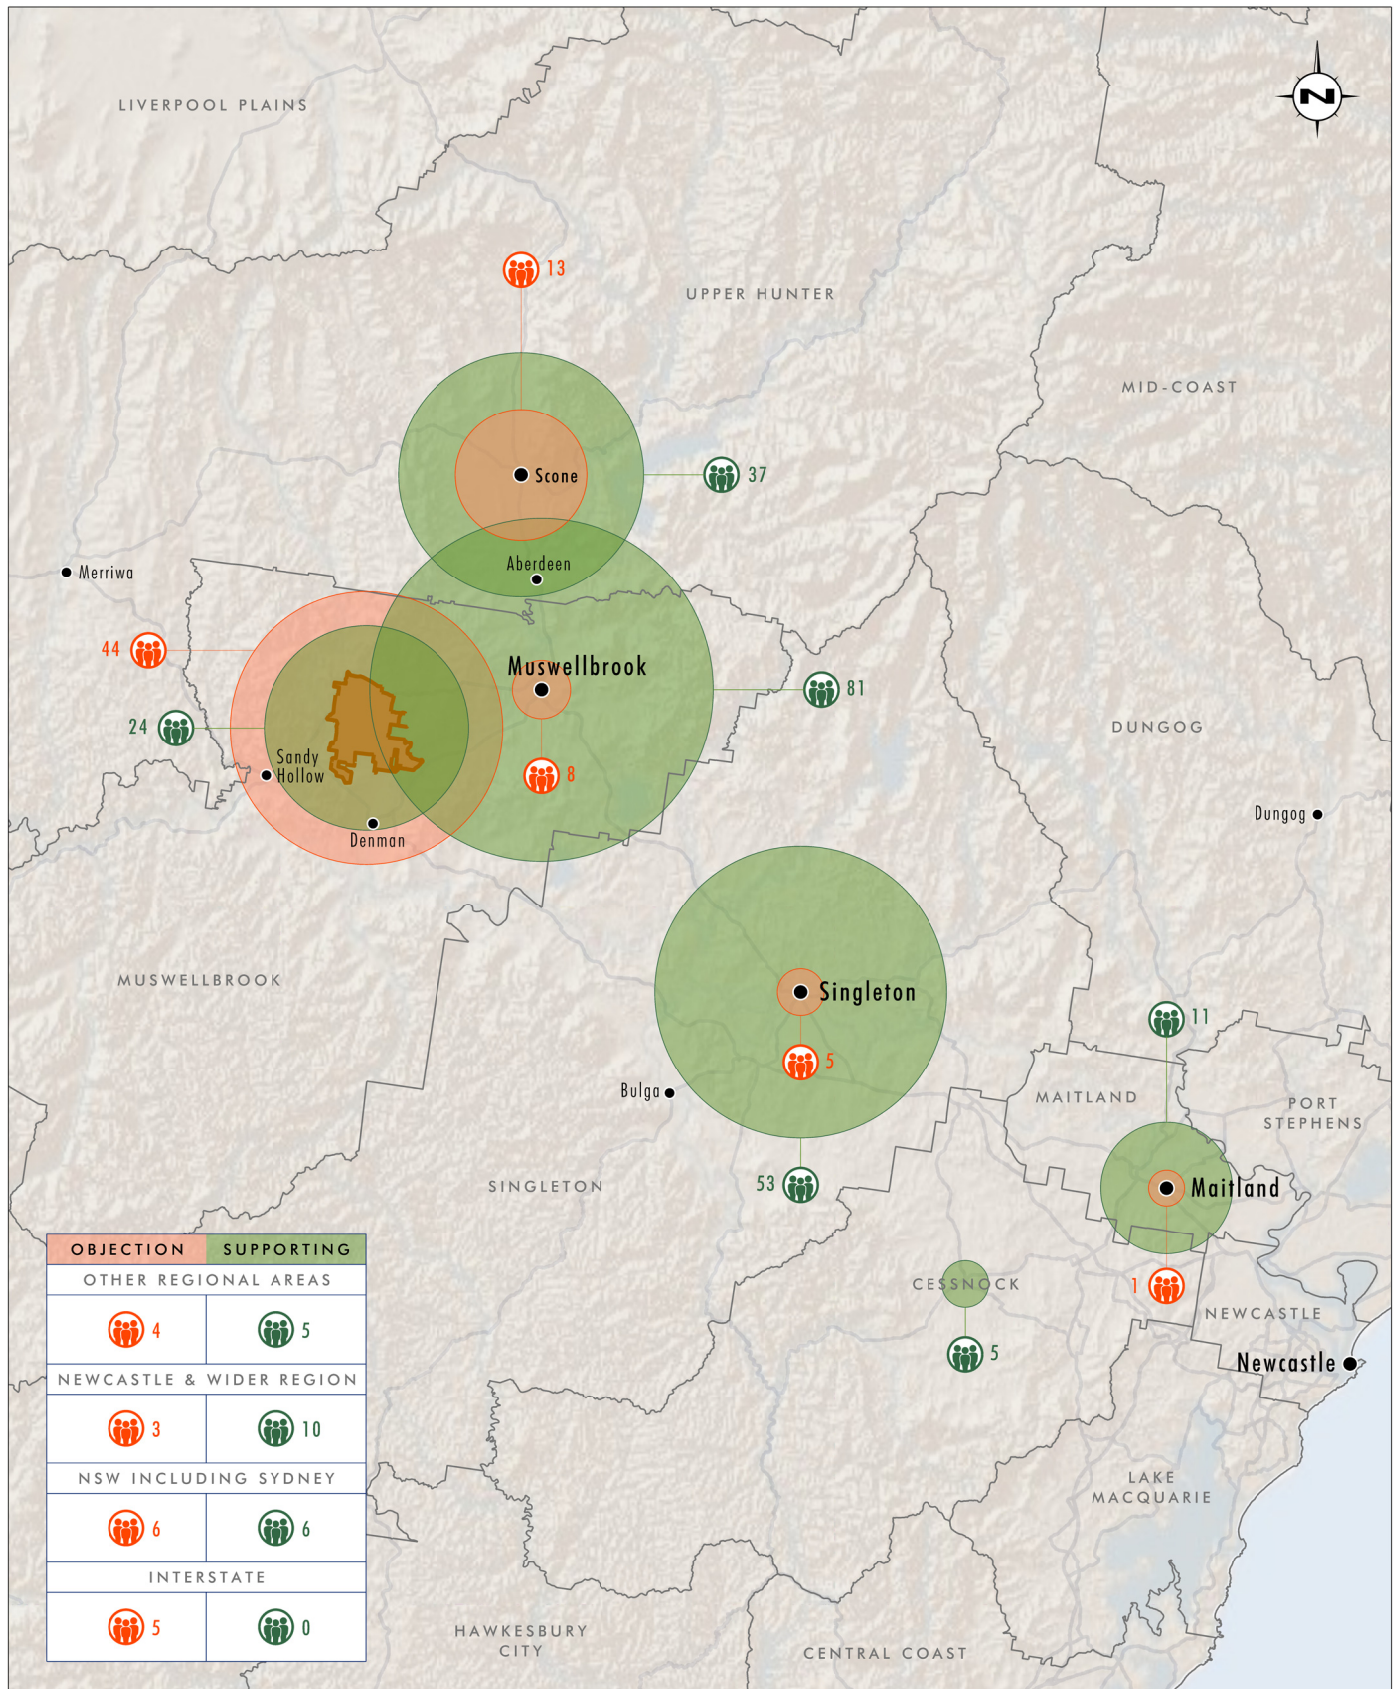 LIVERPOOL PLAINS
N
13
UPPER HUNTER
MID-COAST
Scone
37
Aberdeen
Merriwa
44
Muswellbrook
81
24
DUNGOG
Sandy
Hollow
8
Dungog
Denman
MUSWELLBROOK
Singleton
11
5
Bulga
MAITLAND
PORT
STEPHENS
53
SINGLETON
Maitland
CESSNOCK
1
NEWCASTLE
5
Newcastle
LAKE
MACQUARIE
HAWKESBURY
CITY
CENTRAL COAST
OBJECTION SUPPORTING
OTHER REGIONAL AREAS
4 5
NEWCASTLE & WIDER REGION
3 10
NSW INCLUDING SYDNEY
6 6
INTERSTATE
5 0